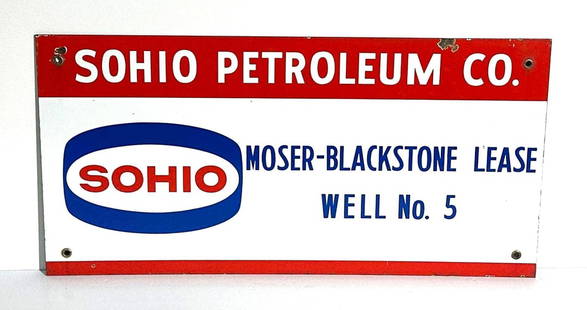 SOHIO PETROLEUM CO.
SOHIO
MOSER-BLACKSTONE LEASE
WELL No. 5